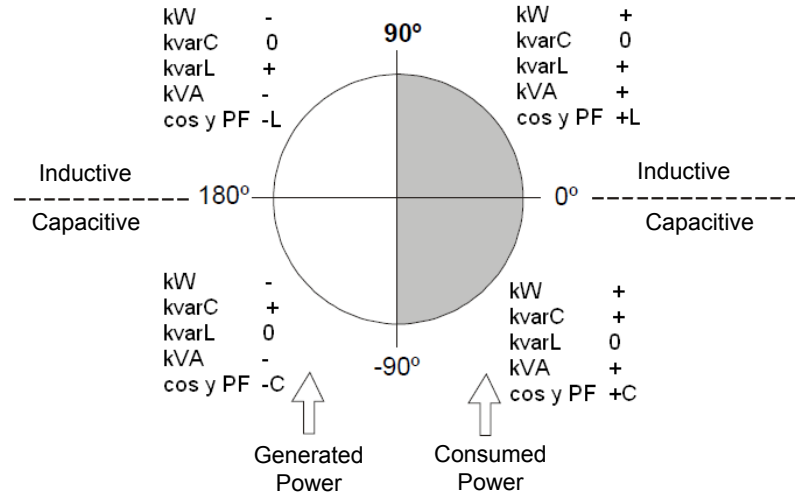 kW -
kvarC 0
kvarL +
kVA -
cos y PF -L
90º
kW +
kvarC 0
kvarL +
kVA +
cos y PF +L
Inductive
Capacitive
180º
0º
Inductive
Capacitive
kW -
kvarC +
kvarL 0
kVA -
cos y PF -C
-90º
kW +
kvarC +
kvarL 0
kVA +
cos y PF +C
Generated
Power
Consumed
Power